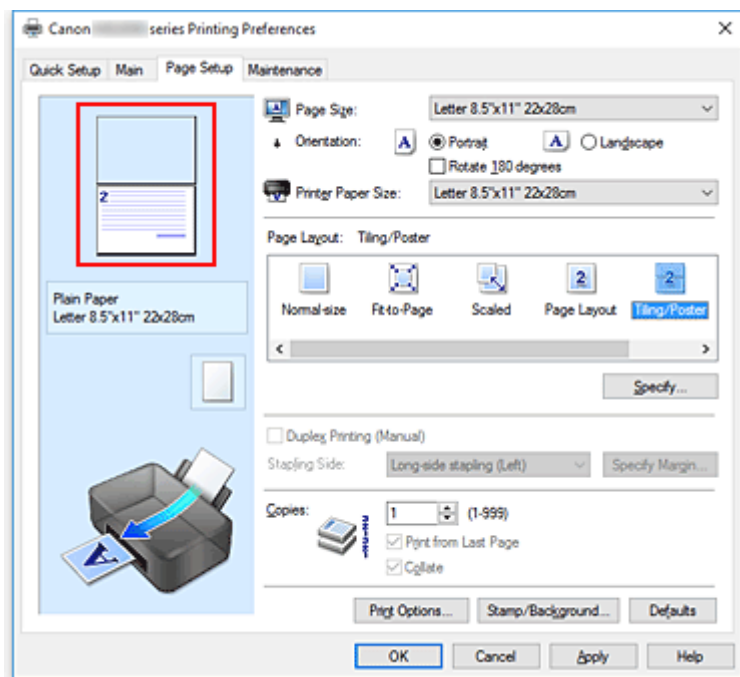 Canon series Printing Preferences
Quick Setup Main Page Setup Maintenance
Page Size: Letter 8.5"x11" 22x28cm
Orientation: A Portrait A Landscape
Rotate 180 degrees
Printer Paper Size: Letter 8.5"x11" 22x28cm
2
Page Layout: Tiling/Poster
2 2
Normal-size Fit-to-Page Scaled Page Layout Tiling/Poster
Plain Paper
Letter 8.5"x11" 22x28cm
Specify...
Duplex Printing (Manual)
Stapling Side: Long-side stapling (Left) Specify Margin...
Copies: 1 (1-999)
Print from Last Page
Collate
A
Print Options... Stamp/Background... Defaults
OK Cancel Apply Help